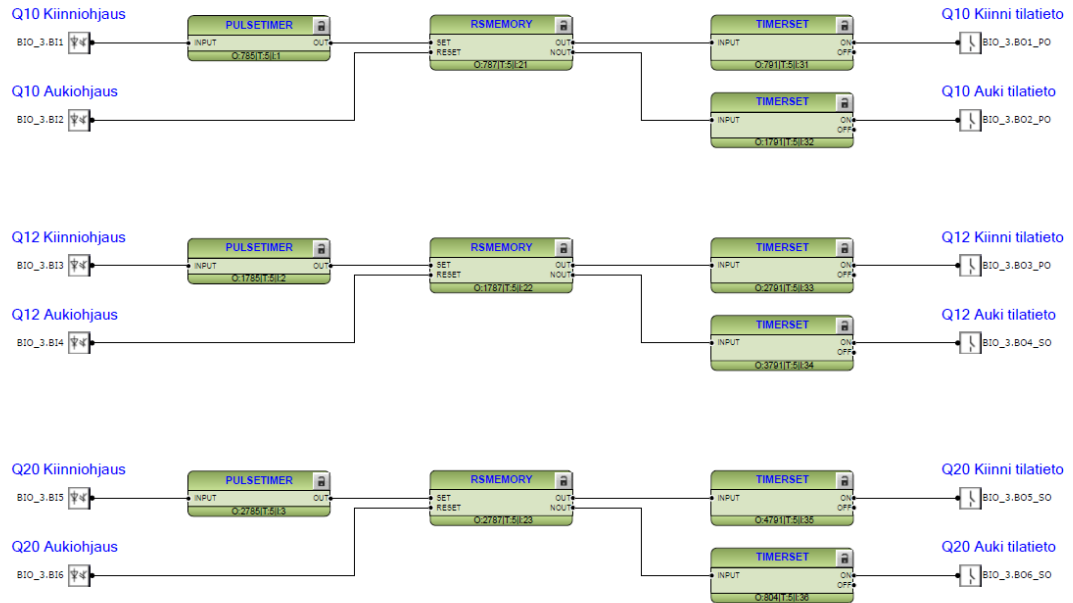 Q10 Kiinniohjaus
Q10 Kiinni tilatieto
PULSETIMER
RSMEMORY
TIMERSET
BIO_3.BI1
INPUT OUT
SET OUT
RESET NOUT
INPUT ON
OFF
BIO_3.BO1_PO
O:785|T:5|I:1
O:787|T:5|I:21
O:791|T:5|I:31
Q10 Aukiohjaus
Q10 Auki tilatieto
TIMERSET
BIO_3.BI2
INPUT ON
OFF
BIO_3.BO2_PO
O:1791|T:5|I:32
Q12 Kiinniohjaus
Q12 Kiinni tilatieto
PULSETIMER
RSMEMORY
TIMERSET
BIO_3.BI3
INPUT OUT
SET OUT
RESET NOUT
INPUT ON
OFF
BIO_3.BO3_PO
O:1785|T:5|I:2
O:1787|T:5|I:22
O:2791|T:5|I:33
Q12 Aukiohjaus
Q12 Auki tilatieto
TIMERSET
BIO_3.BI4
INPUT ON
OFF
BIO_3.BO4_SO
O:3791|T:5|I:34
Q20 Kiinniohjaus
Q20 Kiinni tilatieto
PULSETIMER
RSMEMORY
TIMERSET
BIO_3.BI5
INPUT OUT
SET OUT
RESET NOUT
INPUT ON
OFF
BIO_3.BO5_SO
O:2785|T:5|I:3
O:2787|T:5|I:23
O:4791|T:5|I:35
Q20 Aukiohjaus
Q20 Auki tilatieto
TIMERSET
BIO_3.BI6
INPUT ON
OFF
BIO_3.BO6_SO
O:804|T:5|I:36